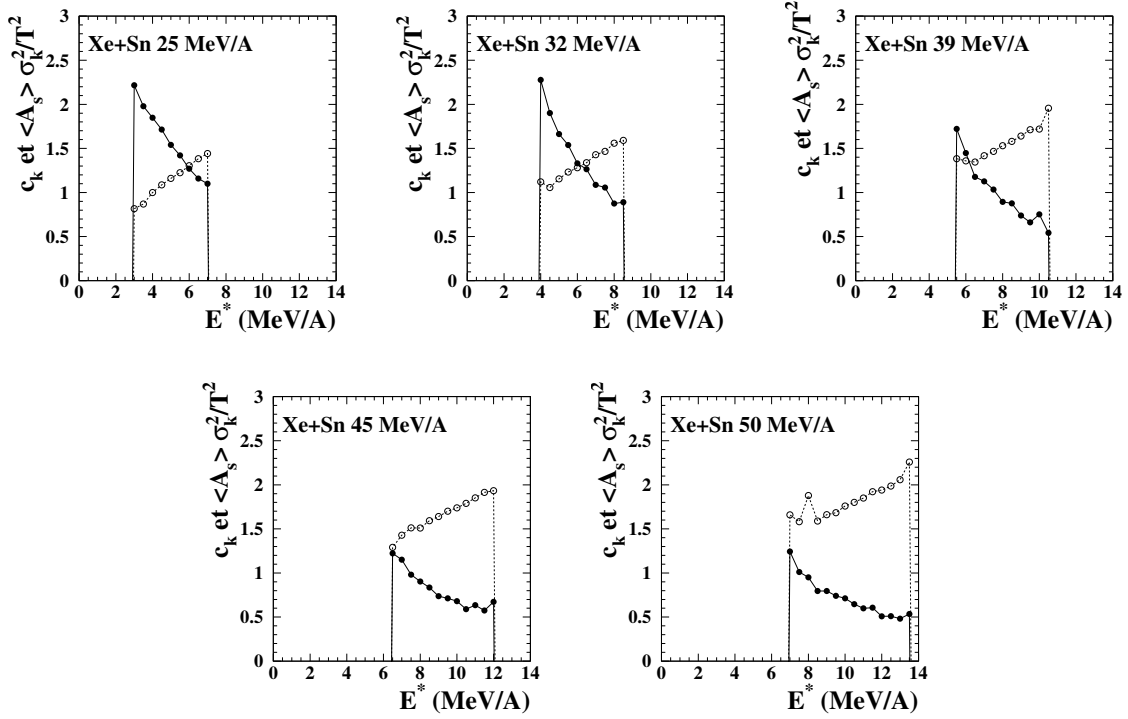 Xe+Sn 25 MeV/A
c_k et <A_s> σ_k^2/T^2
3
2.5
2
1.5
1
0.5
0
0 2 4 6 8 10 12 14
E^* (MeV/A)
Xe+Sn 32 MeV/A
c_k et <A_s> σ_k^2/T^2
3
2.5
2
1.5
1
0.5
0
0 2 4 6 8 10 12 14
E^* (MeV/A)
Xe+Sn 39 MeV/A
c_k et <A_s> σ_k^2/T^2
3
2.5
2
1.5
1
0.5
0
0 2 4 6 8 10 12 14
E^* (MeV/A)
Xe+Sn 45 MeV/A
c_k et <A_s> σ_k^2/T^2
3
2.5
2
1.5
1
0.5
0
0 2 4 6 8 10 12 14
E^* (MeV/A)
Xe+Sn 50 MeV/A
c_k et <A_s> σ_k^2/T^2
3
2.5
2
1.5
1
0.5
0
0 2 4 6 8 10 12 14
E^* (MeV/A)